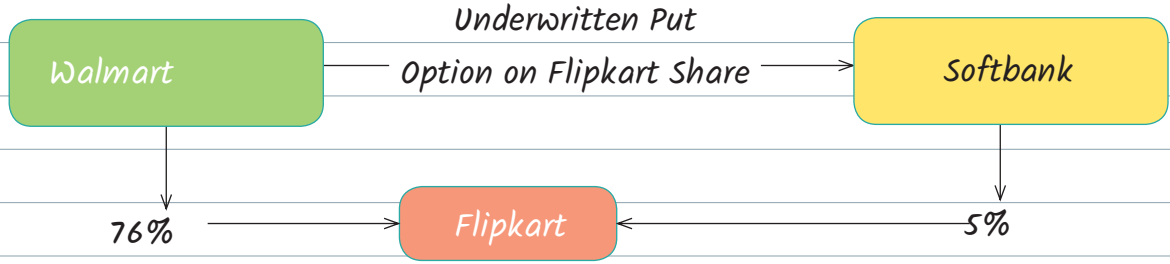 Underwritten Put
Walmart
Option on Flipkart Share
Softbank
76%
Flipkart
5%